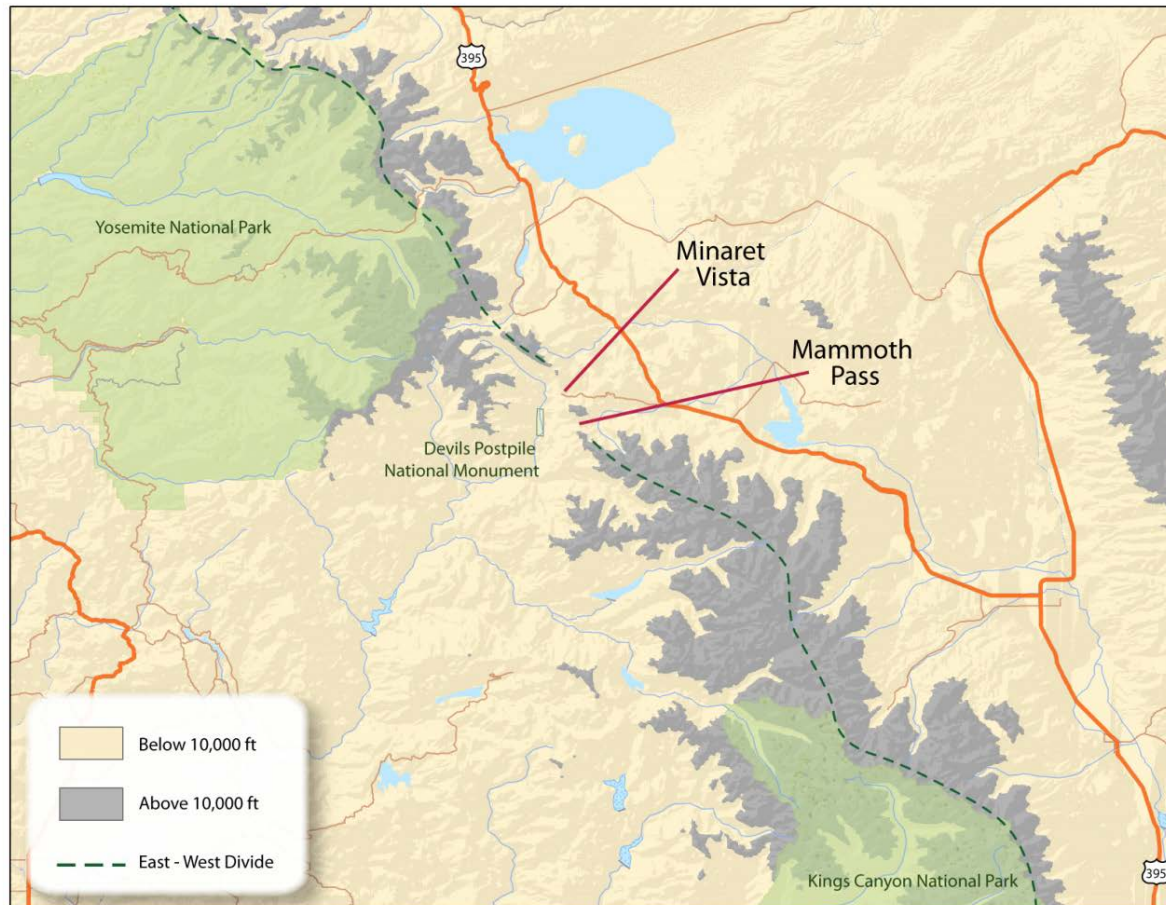 395
Yosemite National Park
Minaret
Vista
Mammoth
Pass
Devils Postpile
National Monument
Below 10,000 ft
Above 10,000 ft
East - West Divide
Kings Canyon National Park
395